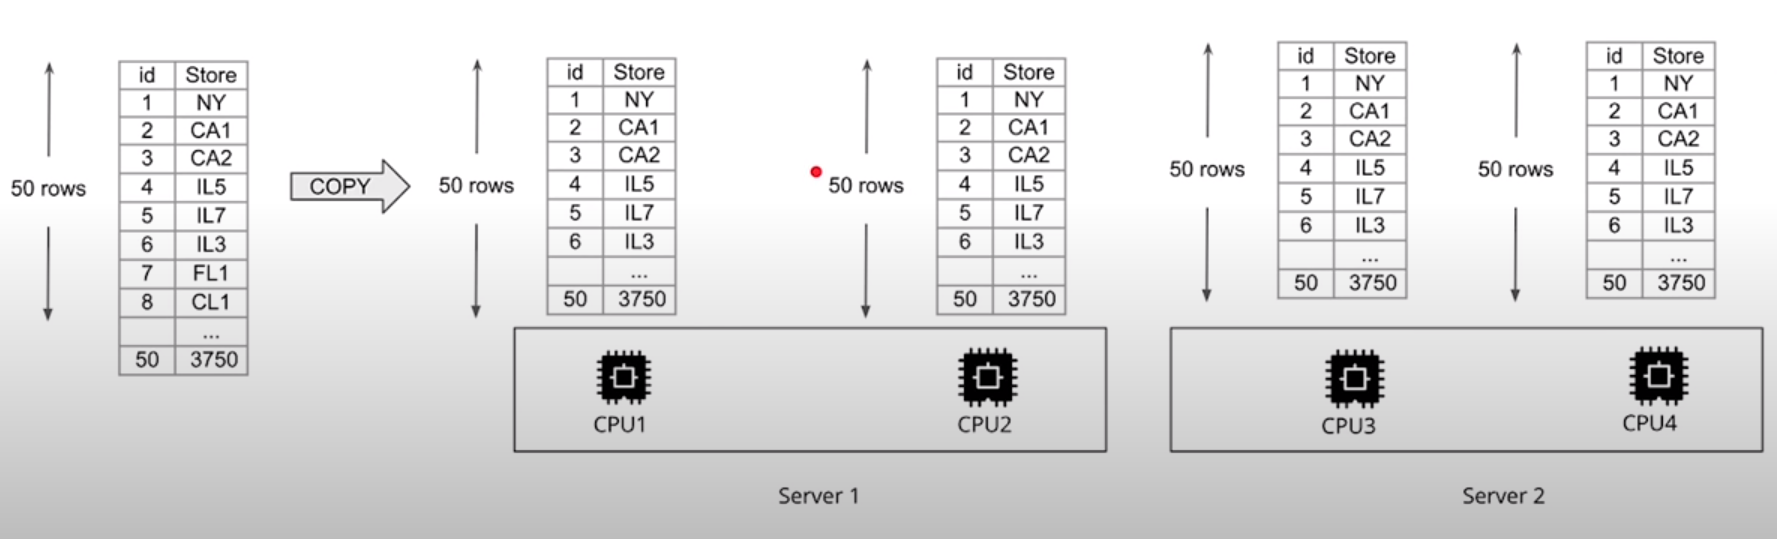 50 rows
id Store
1 NY
2 CA1
3 CA2
4 IL5
5 IL7
6 IL3
7 FL1
8 CL1
...
50 3750
COPY
50 rows
id Store
1 NY
2 CA1
3 CA2
4 IL5
5 IL7
6 IL3
...
50 3750
50 rows
id Store
1 NY
2 CA1
3 CA2
4 IL5
5 IL7
6 IL3
...
50 3750
CPU1
CPU2
Server 1
50 rows
id Store
1 NY
2 CA1
3 CA2
4 IL5
5 IL7
6 IL3
...
50 3750
50 rows
id Store
1 NY
2 CA1
3 CA2
4 IL5
5 IL7
6 IL3
...
50 3750
CPU3
CPU4
Server 2